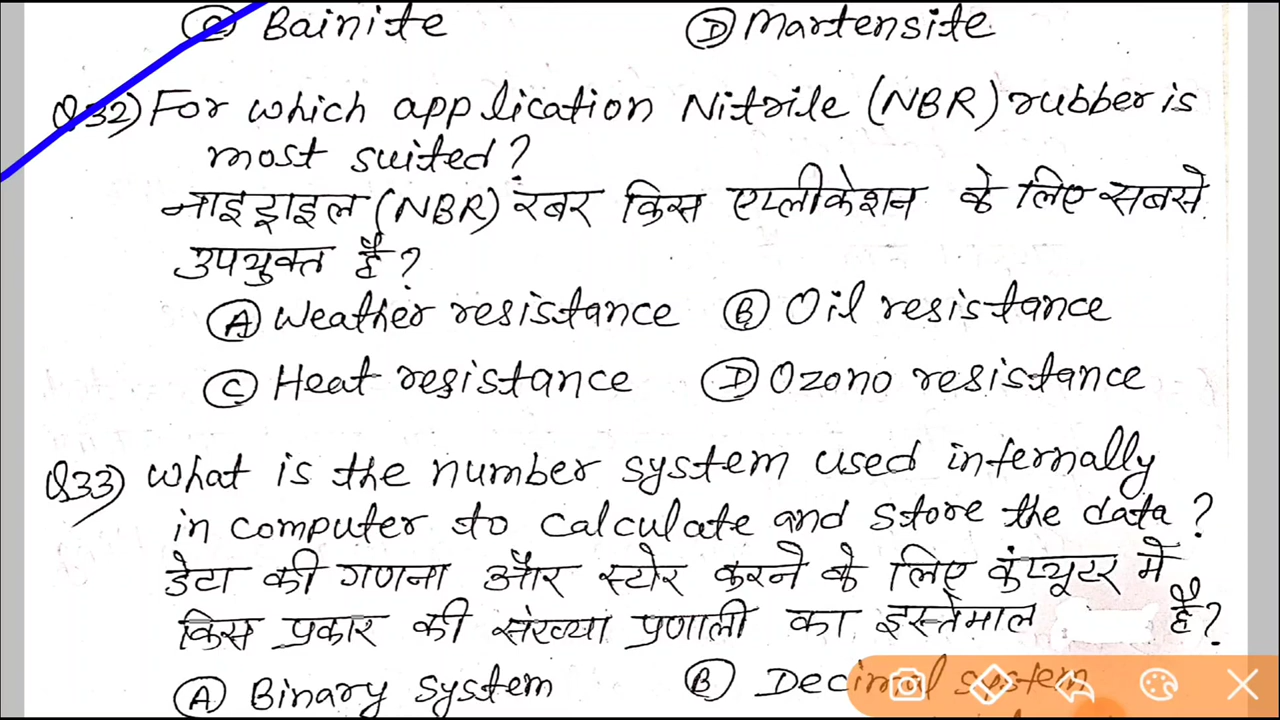 Ⓒ Bainite Ⓓ Martensite
Q32) For which application Nitrile (NBR) rubber is
most suited?
नाइट्राइल (NBR) रबर किस एप्लीकेशन के लिए सबसे
उपयुक्त है?
Ⓐ Weather resistance Ⓑ Oil resistance
Ⓒ Heat resistance Ⓓ Ozono resistance
Q33) What is the number system used internally
in computer to calculate and store the data?
डेटा की गणना और स्टोर करने के लिए कुंप्यूटर में
किस प्रकार की संख्या प्रणाली का इस्तेमाल है?
Ⓐ Binary system Ⓑ Decimal system